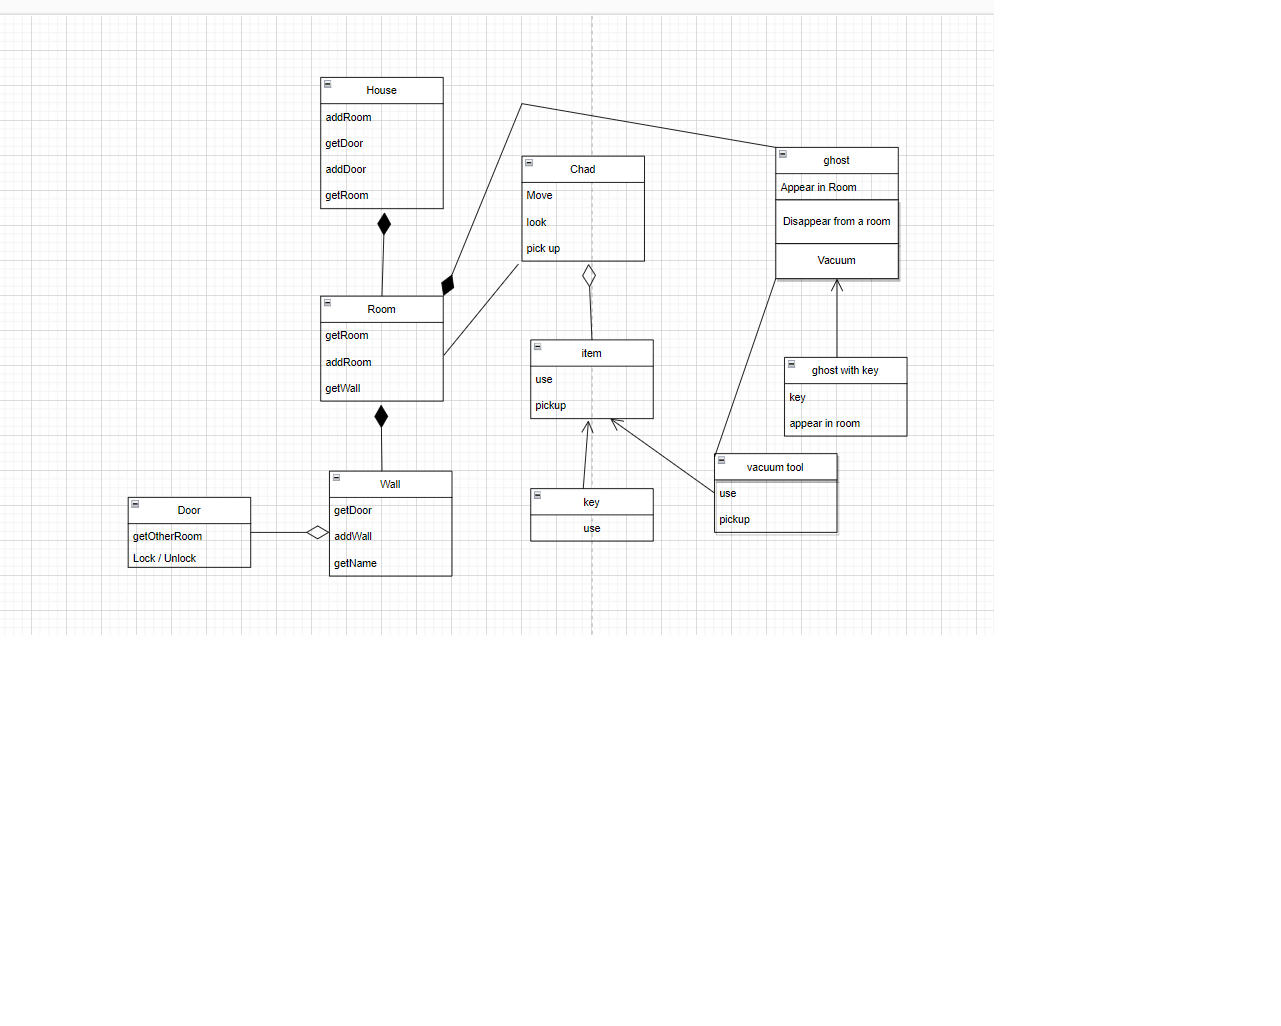 House
addRoom
getDoor
addDoor
getRoom
Chad
Move
look
pick up
ghost
Appear in Room
Disappear from a room
Vacuum
Room
getRoom
addRoom
getWall
item
use
pickup
ghost with key
key
appear in room
Wall
getDoor
addWall
getName
Door
getOtherRoom
Lock / Unlock
key
use
vacuum tool
use
pickup